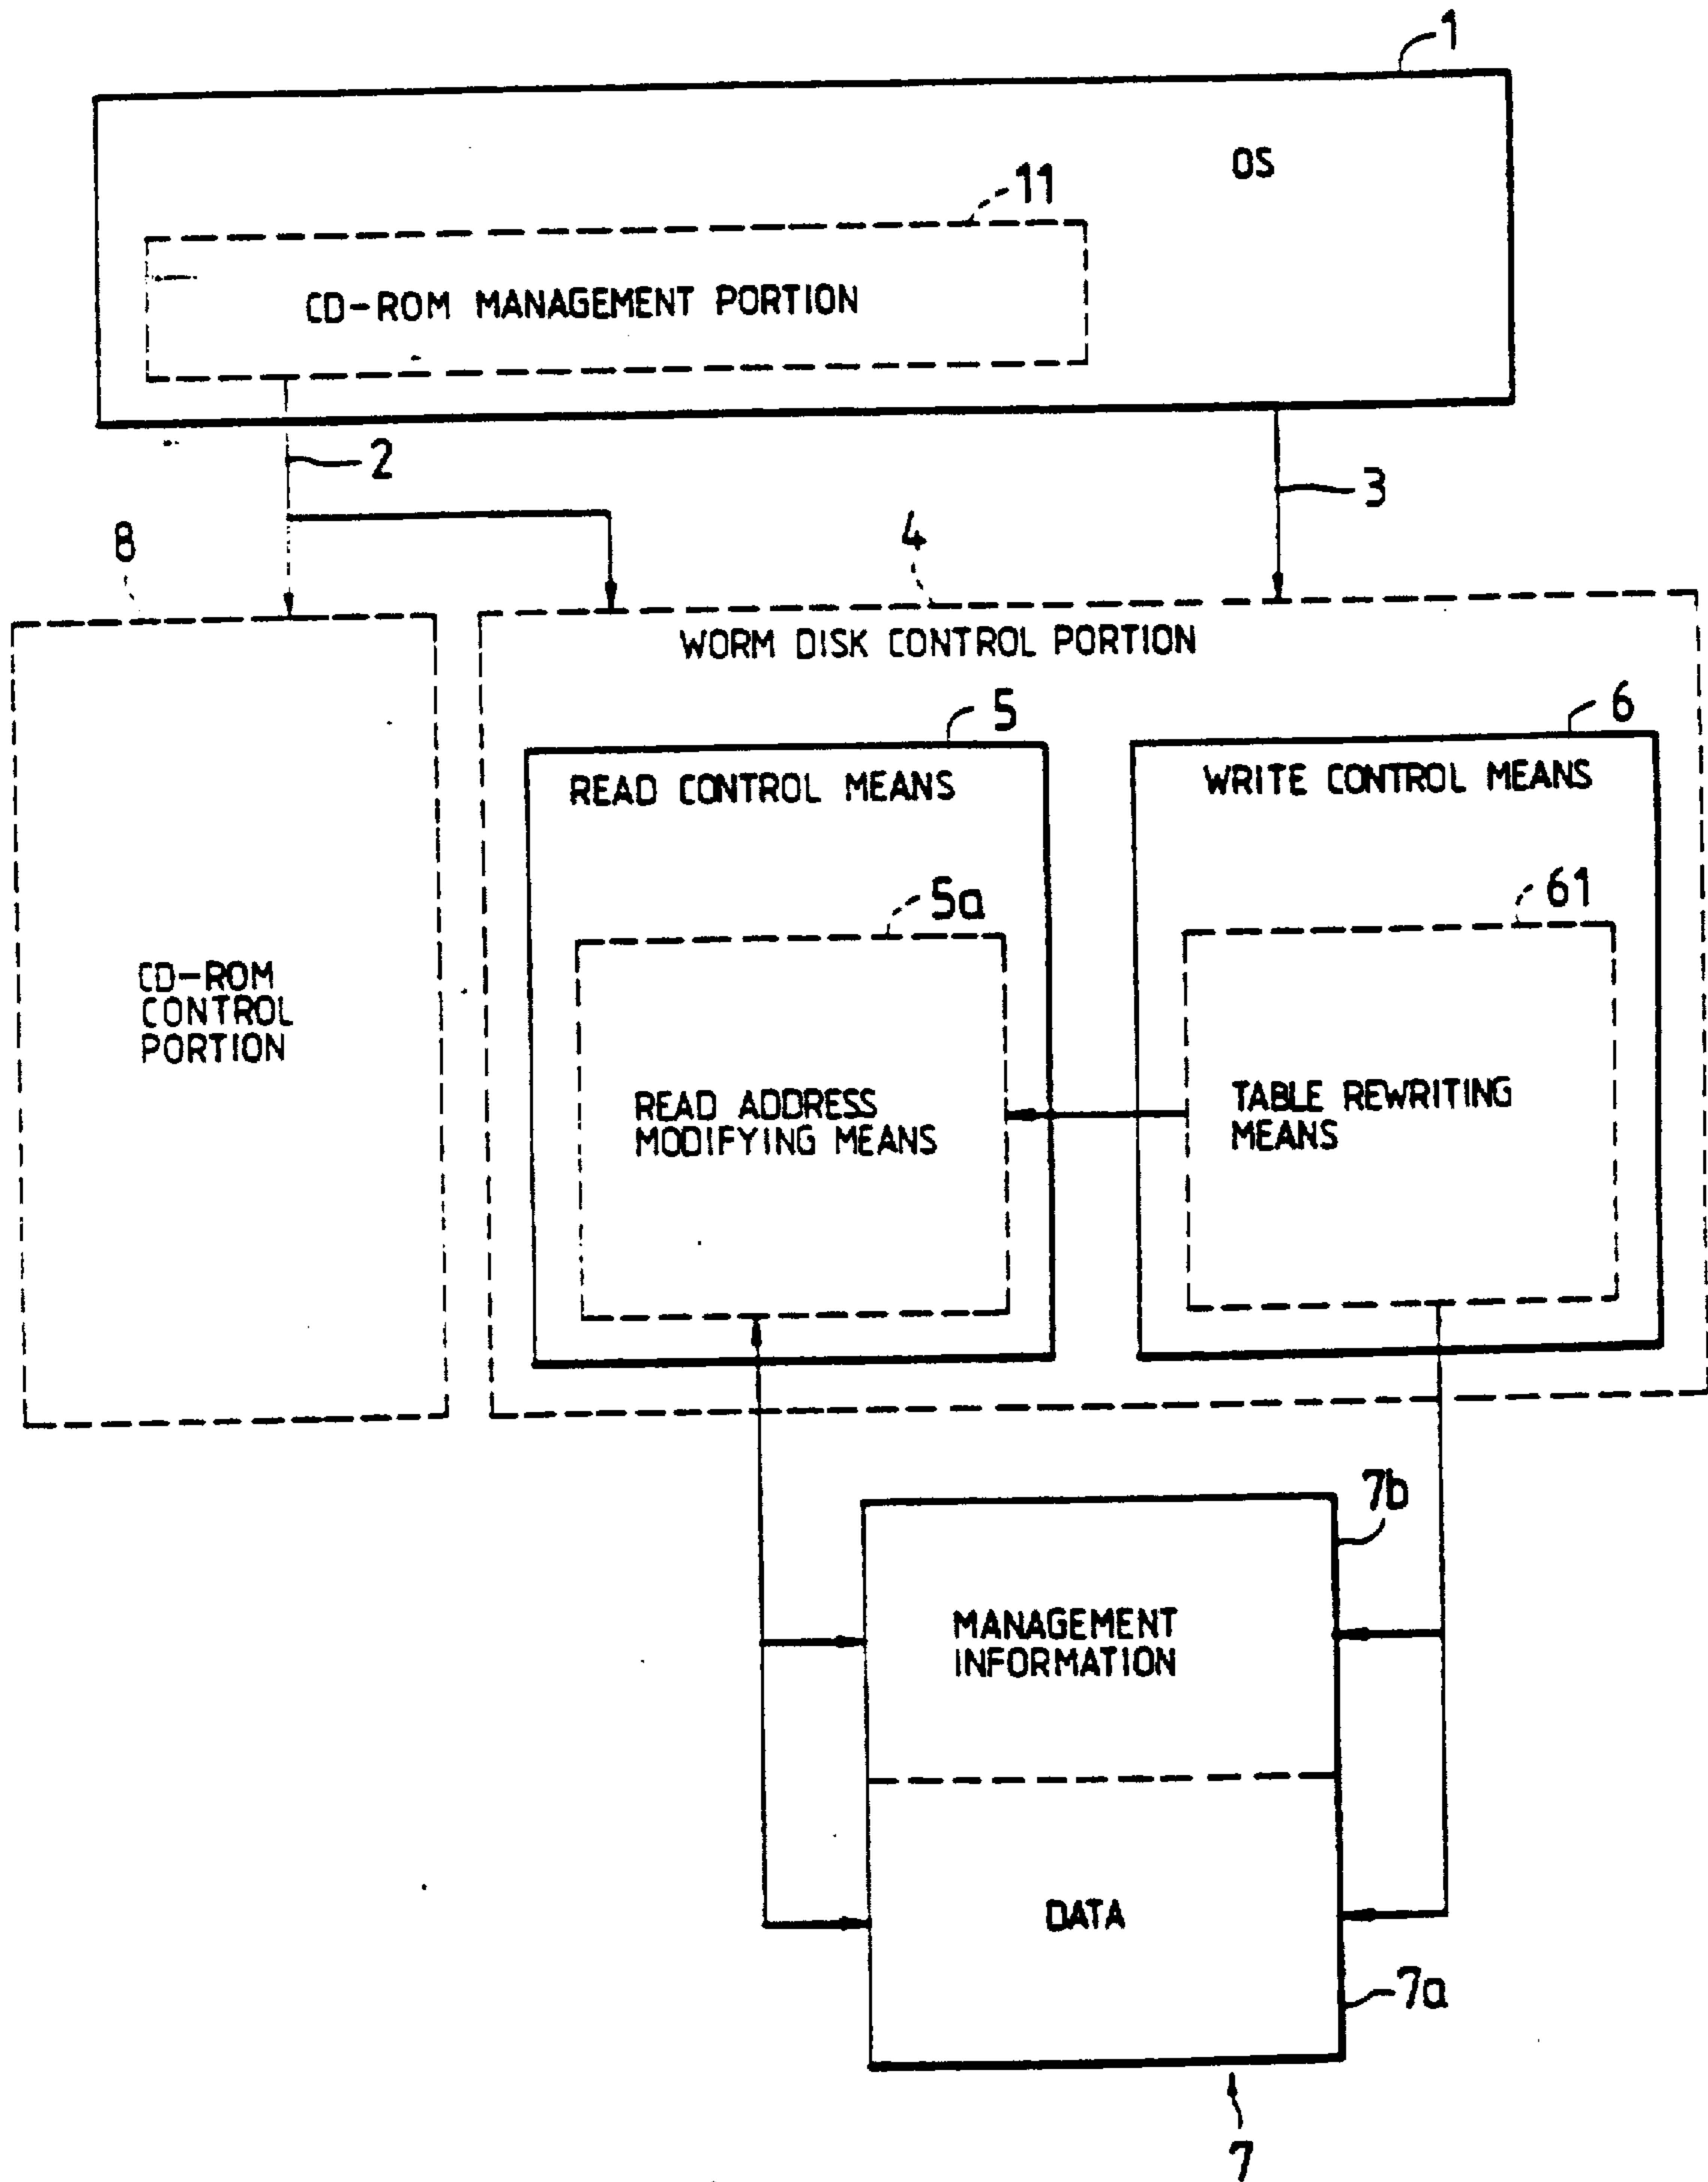 1
OS
11
CD-ROM MANAGEMENT PORTION
2
3
8
4
WORM DISK CONTROL PORTION
5
6
READ CONTROL MEANS
WRITE CONTROL MEANS
5a
61
CD-ROM
CONTROL
PORTION
READ ADDRESS
MODIFYING MEANS
TABLE REWRITING
MEANS
7b
MANAGEMENT
INFORMATION
DATA
7a
7